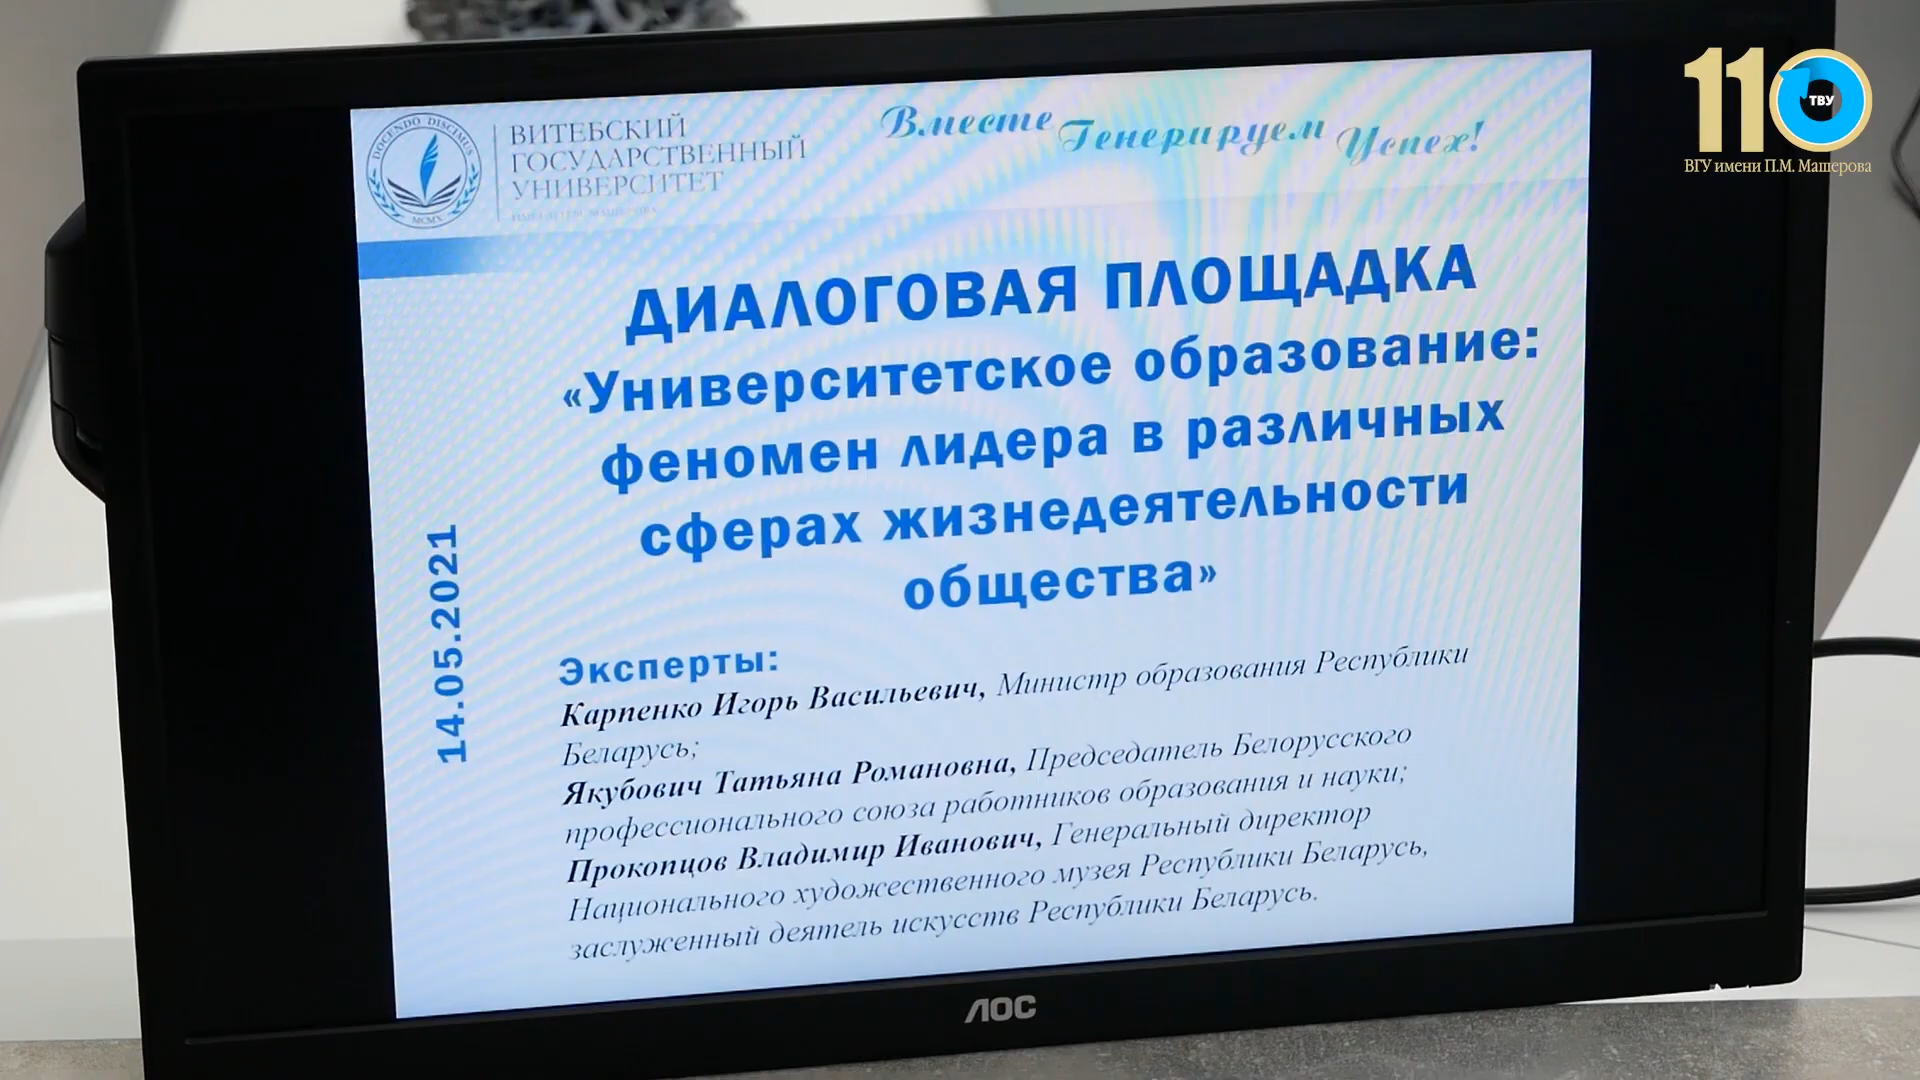 110
ТВУ
ВГУ имени П.М. Машерова
DOCENDO DISCIMUS
MCMX
ВИТЕБСКИЙ
ГОСУДАРСТВЕННЫЙ
УНИВЕРСИТЕТ
Вместе Генерируем Успех!
ДИАЛОГОВАЯ ПЛОЩАДКА
«Университетское образование:
феномен лидера в различных
сферах жизнедеятельности
общества»
14.05.2021
Эксперты:
Карпенко Игорь Васильевич, Министр образования Республики
Беларусь;
Якубович Татьяна Романовна, Председатель Белорусского
профессионального союза работников образования и науки;
Прокопцов Владимир Иванович, Генеральный директор
Национального художественного музея Республики Беларусь,
заслуженный деятель искусств Республики Беларусь.
AOC